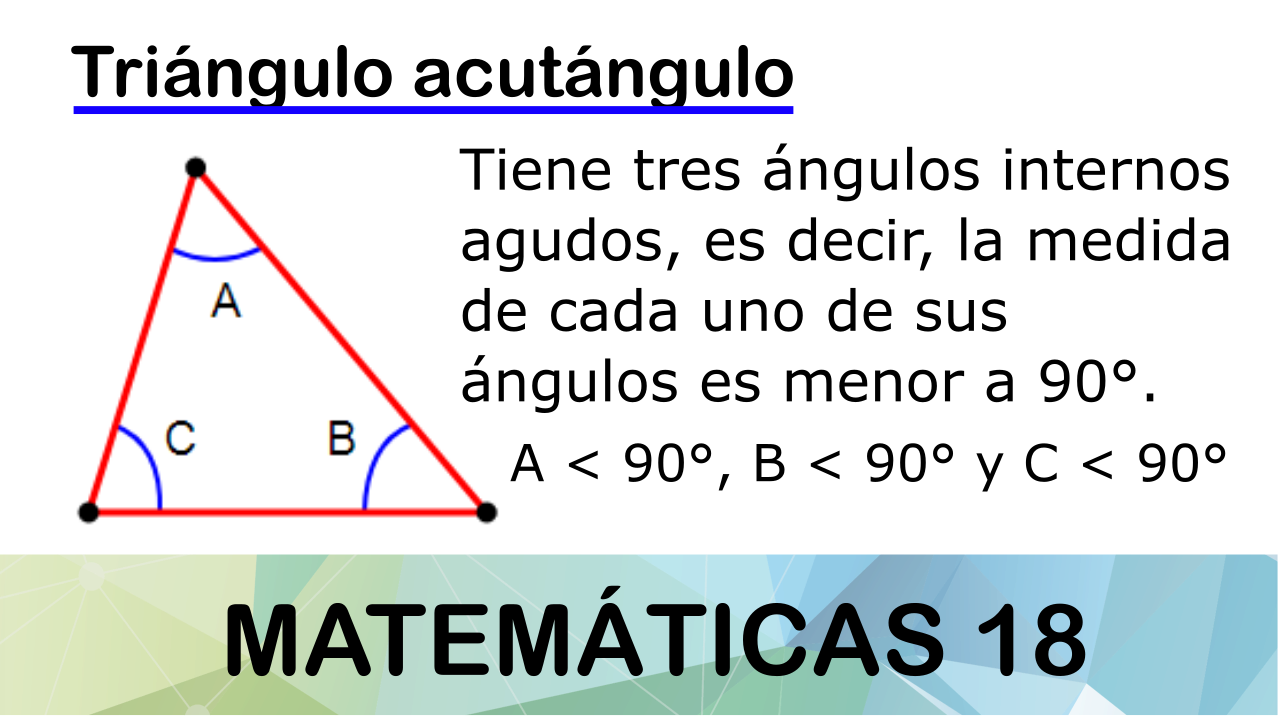 Triángulo acutángulo
Tiene tres ángulos internos
agudos, es decir, la medida
de cada uno de sus
ángulos es menor a 90°.
A < 90°, B < 90° y C < 90°
A
C
B
MATEMÁTICAS 18